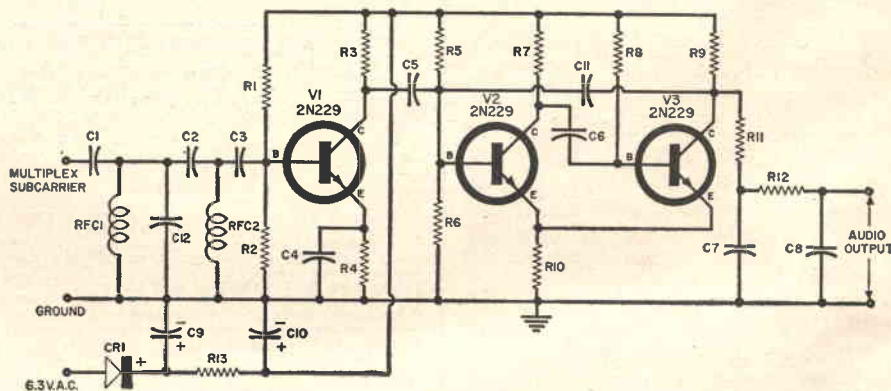 R3
C5
R5
R7
C11
R8
R9
R1
V1
2N229
V2
2N229
V3
2N229
C
C
C
C6
R11
C1
C2
C3
B
B
B
R12
MULTIPLEX
SUBCARRIER
E
E
E
RFC1
C12
RFC2
R2
C4
R4
R6
R10
C7
C8
AUDIO
OUTPUT
GROUND
C9
C10
CR1
R13
6.3 V.A.C.